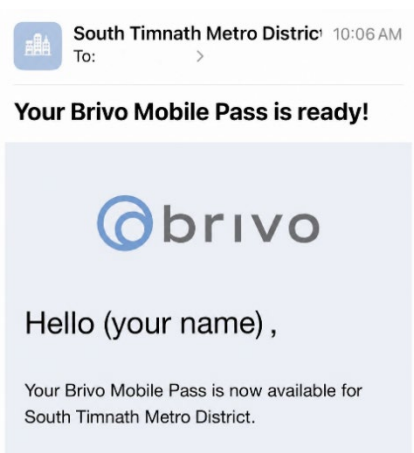 South Timnath Metro Distric 10:06 AM
To: >
Your Brivo Mobile Pass is ready!
brivo
Hello (your name) ,
Your Brivo Mobile Pass is now available for
South Timnath Metro District.